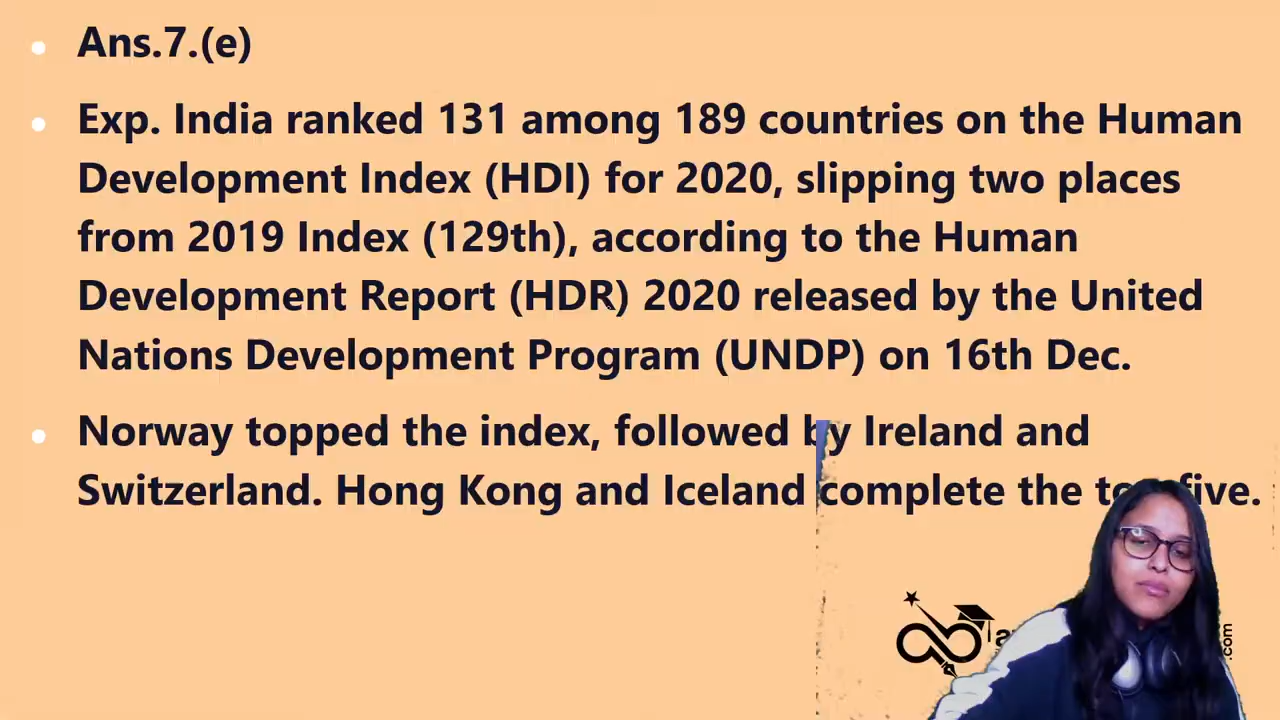 Ans.7.(e)
Exp. India ranked 131 among 189 countries on the Human
Development Index (HDI) for 2020, slipping two places
from 2019 Index (129th), according to the Human
Development Report (HDR) 2020 released by the United
Nations Development Program (UNDP) on 16th Dec.
Norway topped the index, followed by Ireland and
Switzerland. Hong Kong and Iceland complete the top five.
.com